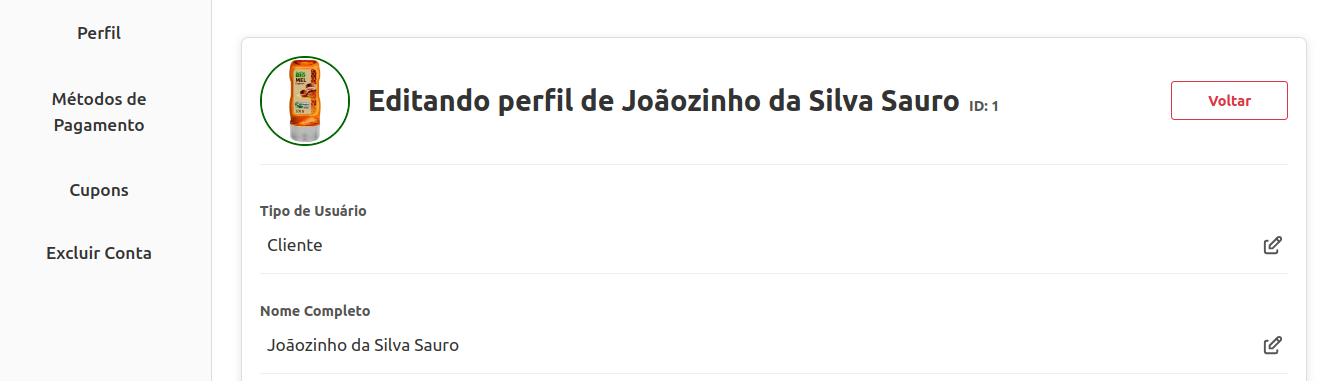 Perfil
Métodos de
Pagamento
Cupons
Excluir Conta
MEL
Editando perfil de Joãozinho da Silva Sauro ID: 1
Voltar
Tipo de Usuário
Cliente
Nome Completo
Joãozinho da Silva Sauro